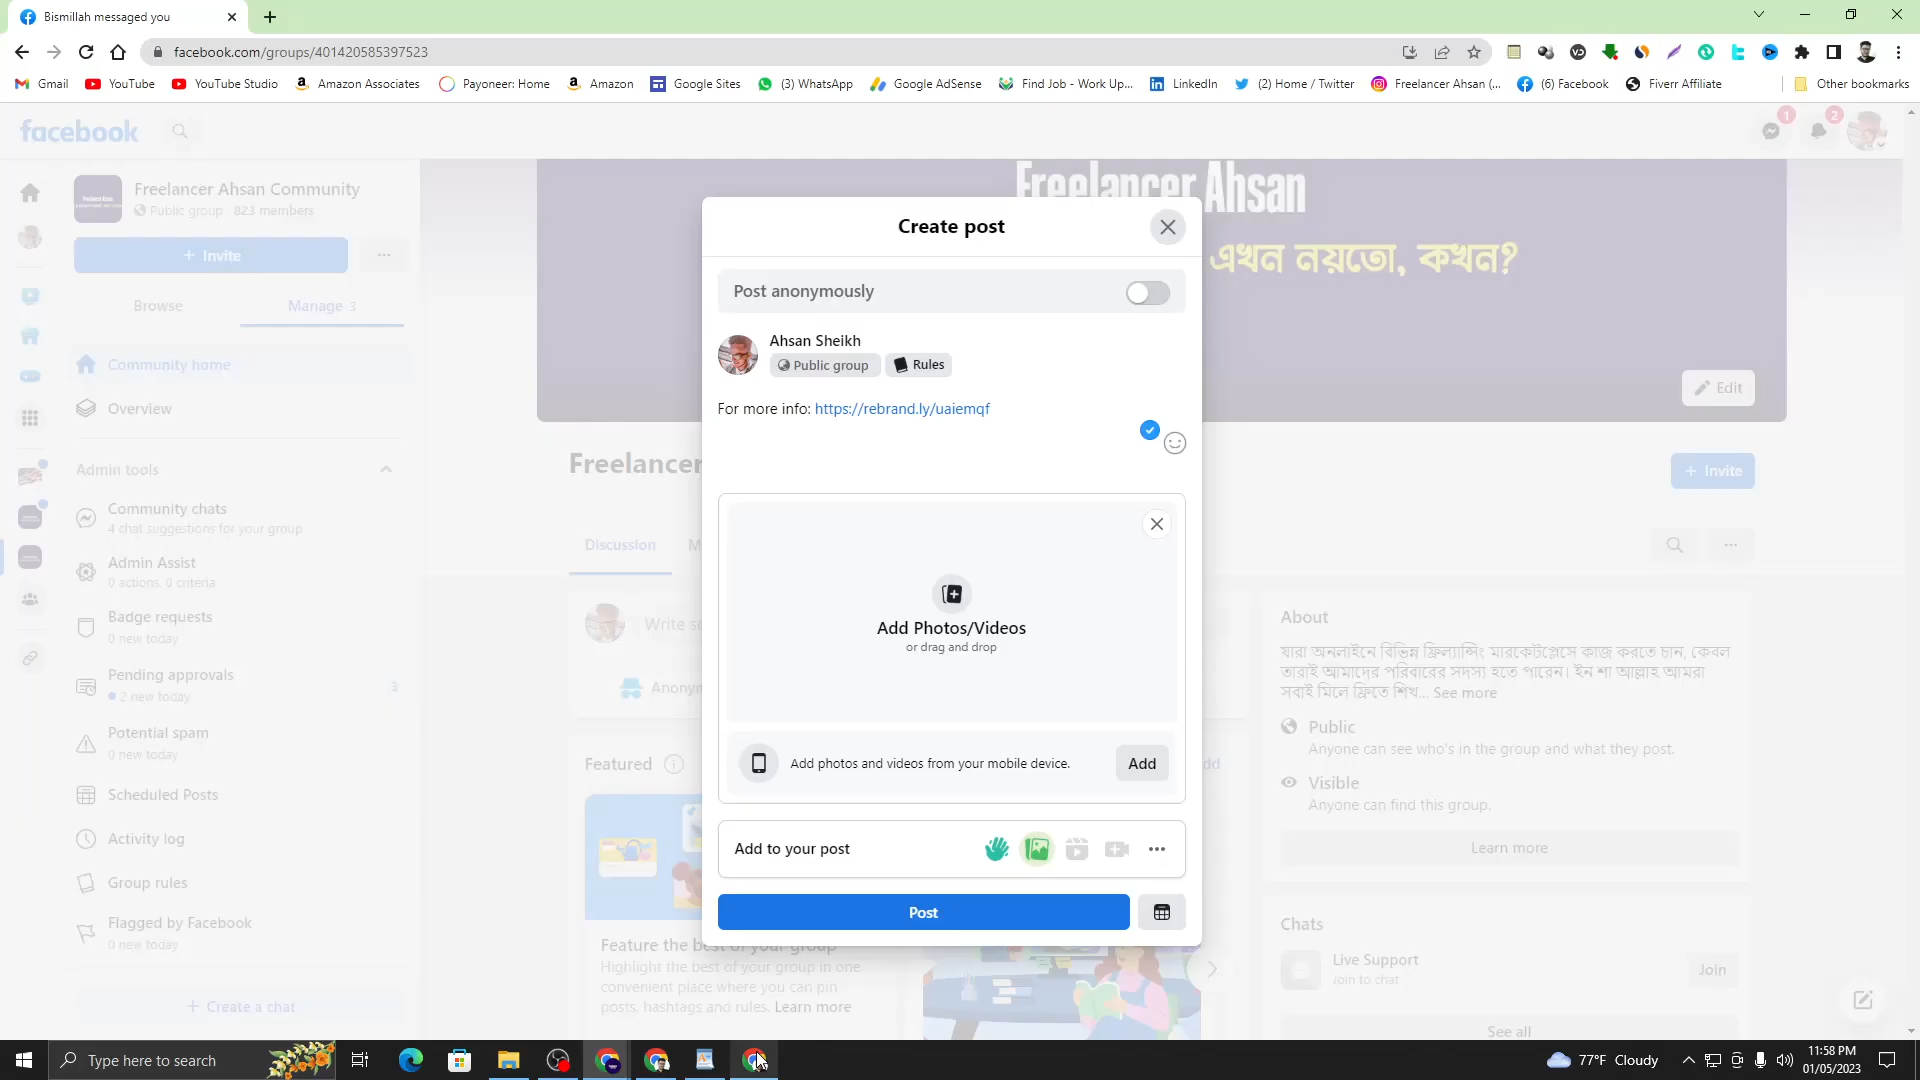 Bismillah messaged you
facebook.com/groups/401420585397523
Gmail
YouTube
YouTube Studio
Amazon Associates
Payoneer: Home
Amazon
Google Sites
(3) WhatsApp
Google AdSense
Find Job - Work Up...
LinkedIn
(2) Home / Twitter
Freelancer Ahsan (...
(6) Facebook
Fiverr Affiliate
Other bookmarks
facebook
1
2
Freelancer Ahsan Community
Public group · 823 members
+ Invite
Browse
Manage 3
Community home
Overview
Admin tools
Community chats
4 chat suggestions for your group
Admin Assist
0 actions, 0 criteria
Badge requests
0 new today
Pending approvals
2 new today
3
Potential spam
0 new today
Scheduled Posts
Activity log
Group rules
Flagged by Facebook
0 new today
+ Create a chat
Freelancer Ahsan
এখন নয়তো, কখন?
Edit
Freelancer
+ Invite
Discussion
Create post
Post anonymously
Ahsan Sheikh
Public group
Rules
For more info: https://rebrand.ly/uaiemqf
Add Photos/Videos
or drag and drop
Add photos and videos from your mobile device.
Add
Add to your post
Post
Featured
Feature the best of your group
Highlight the best of your group in one
convenient place where you can pin
posts, hashtags and rules. Learn more
About
যারা অনলাইনে বিভিন্ন ফ্রিল্যান্সিং মারকেটপ্লেসে কাজ করতে চান, কেবল
তারাই আমাদের পরিবারের সদস্য হতে পারেন। ইন শা আল্লাহ আমরা
সবাই মিলে ফ্রিতে শিখ... See more
Public
Anyone can see who's in the group and what they post.
Visible
Anyone can find this group.
Learn more
Chats
Live Support
Join to chat
Join
See all
Type here to search
77°F Cloudy
11:58 PM
01/05/2023